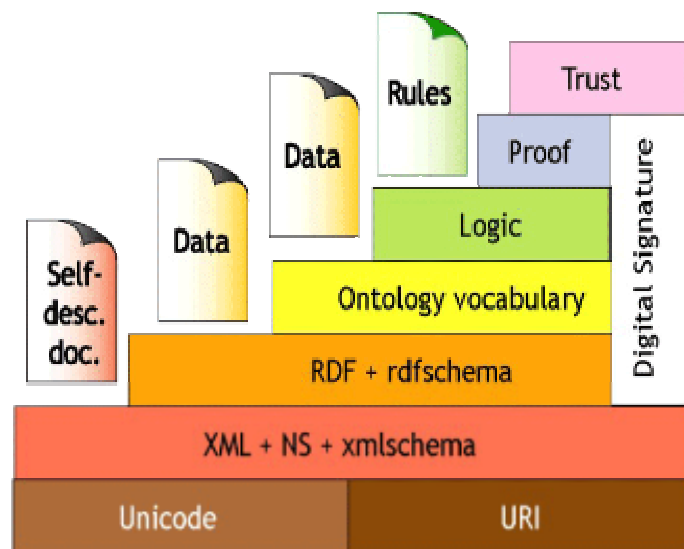 Rules
Trust
Data
Proof
Data
Logic
Self-
desc.
doc.
Ontology vocabulary
Digital Signature
RDF + rdfschema
XML + NS + xmlschema
Unicode
URI